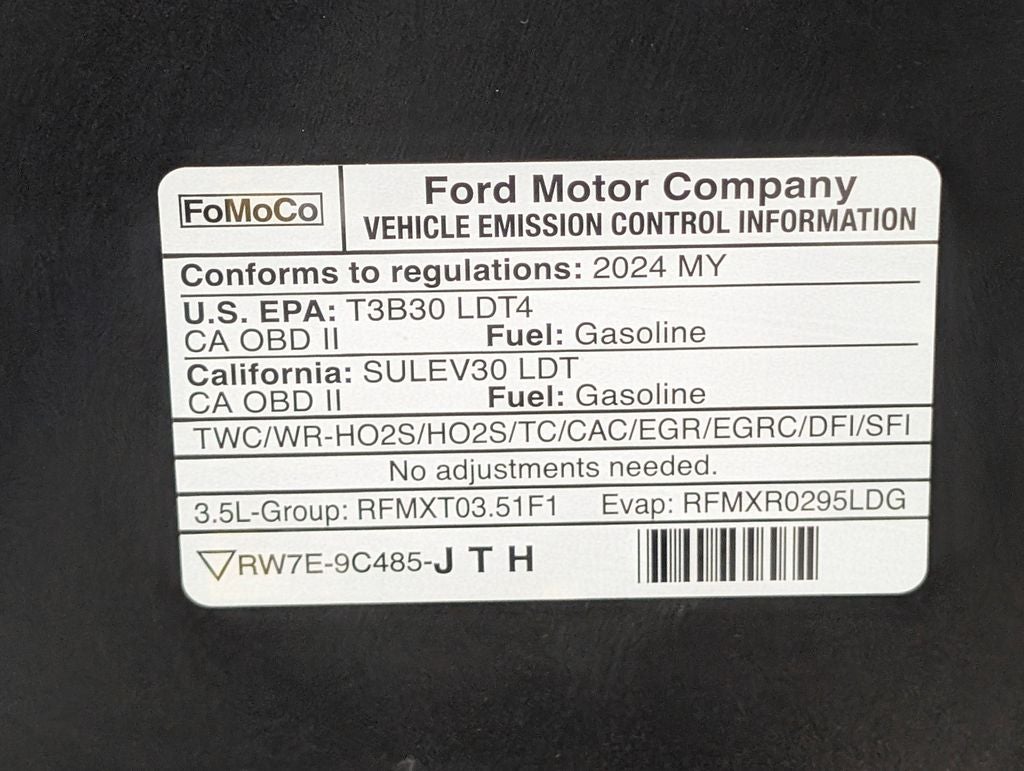 FoMoCo
Ford Motor Company
VEHICLE EMISSION CONTROL INFORMATION
Conforms to regulations: 2024 MY
U.S. EPA: T3B30 LDT4
CA OBD II Fuel: Gasoline
California: SULEV30 LDT
CA OBD II Fuel: Gasoline
TWC/WR-HO2S/HO2S/TC/CAC/EGR/EGRC/DFI/SFI
No adjustments needed.
3.5L-Group: RFMXT03.51F1 Evap: RFMXR0295LDG
RW7E-9C485-J T H